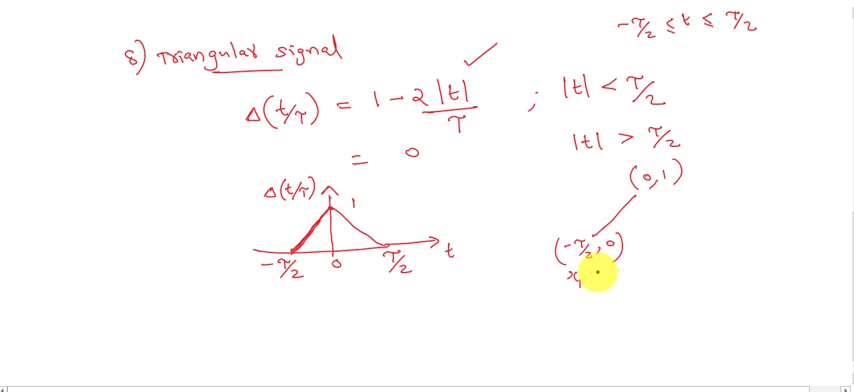 -τ/2 ≤ t ≤ τ/2
8) Triangular signal
Δ(t/τ) = 1 - 2|t|/τ ; |t| < τ/2
= 0 |t| > τ/2
(0,1)
Δ(t/τ)
1
(-τ/2, 0)
-τ/2 0 τ/2 t
x